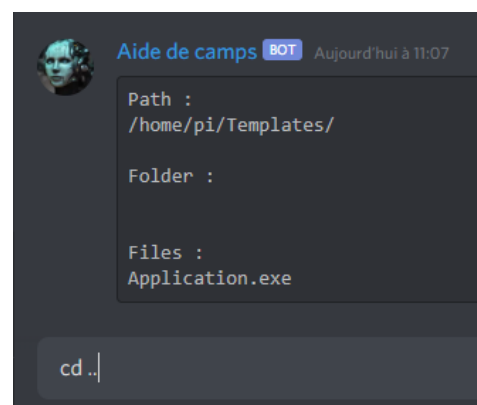 Aide de camps BOT Aujourd'hui à 11:07
Path :
/home/pi/Templates/
Folder :
Files :
Application.exe
cd ..